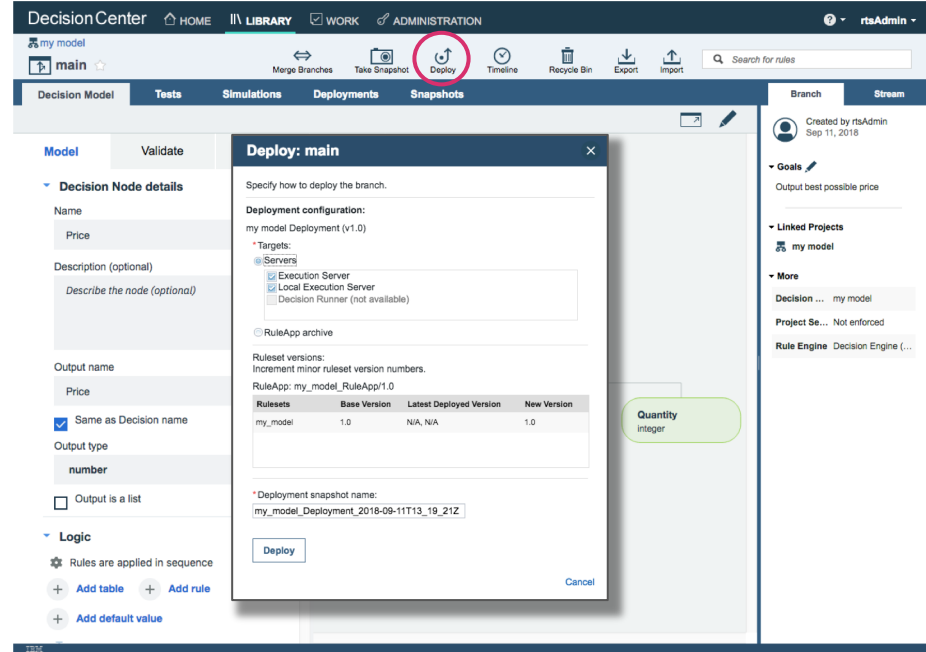 Decision Center HOME LIBRARY WORK ADMINISTRATION ? rtsAdmin
my model
main
Merge Branches Take Snapshot Deploy Timeline Recycle Bin Export Import Search for rules
Decision Model Tests Simulations Deployments Snapshots Branch Stream
Created by rtsAdmin
Sep 11, 2018
Goals
Output best possible price
Linked Projects
my model
More
Decision ... my model
Project Se... Not enforced
Rule Engine Decision Engine (...
Model Validate
Decision Node details
Name
Price
Description (optional)
Describe the node (optional)
Output name
Price
Same as Decision name
Output type
number
Output is a list
Logic
Rules are applied in sequence
+ Add table + Add rule
+ Add default value
Deploy: main
Specify how to deploy the branch.
Deployment configuration:
my model Deployment (v1.0)
* Targets:
Servers
Execution Server
Local Execution Server
Decision Runner (not available)
RuleApp archive
Ruleset versions:
Increment minor ruleset version numbers.
RuleApp: my_model_RuleApp/1.0
Rulesets Base Version Latest Deployed Version New Version
my_model 1.0 N/A, N/A 1.0
* Deployment snapshot name:
my_model_Deployment_2018-09-11T13_19_21Z
Deploy
Cancel
Quantity
integer
IBM